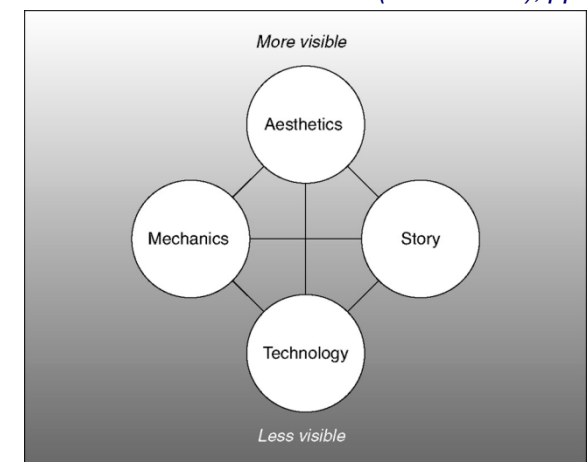 More visible
Aesthetics
Mechanics
Story
Technology
Less visible